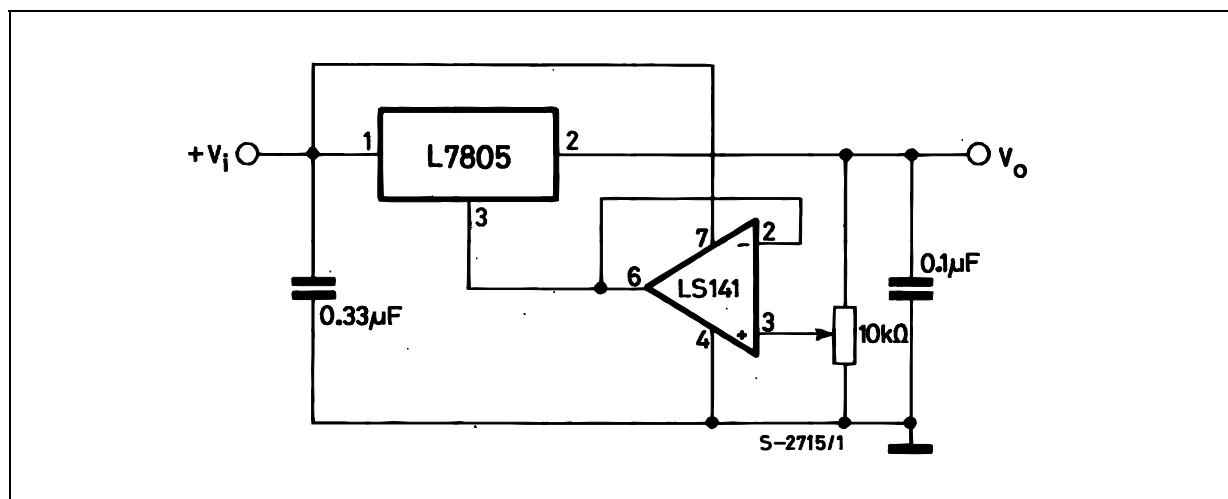 +Vi
1
L7805
2
Vo
3
7
2
-
6
LS141
0.1µF
0.33µF
4
+
3
10kΩ
S-2715/1